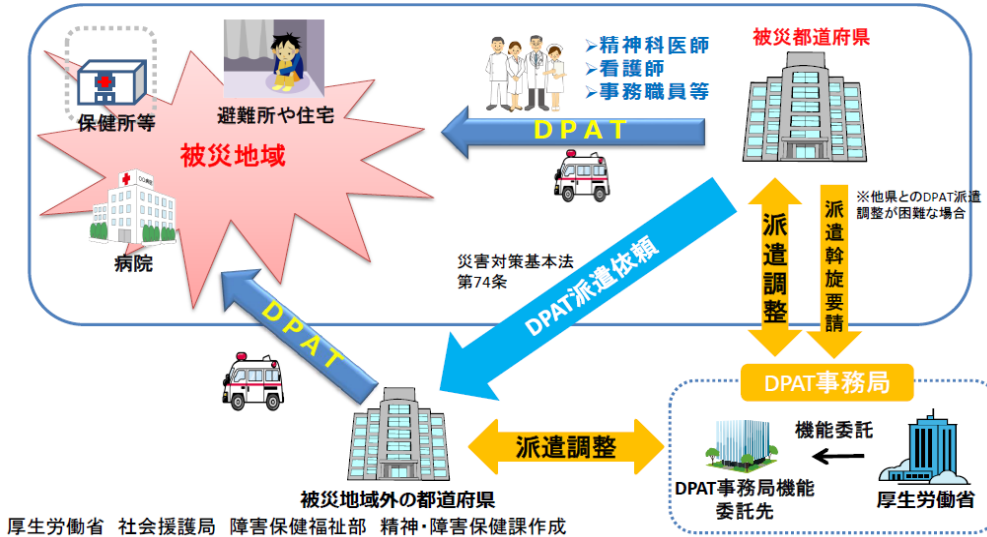 被災都道府県
➢精神科医師
➢看護師
➢事務職員等
DPAT
保健所等
避難所や住宅
被災地域
病院
※他県とのDPAT派遣
調整が困難な場合
派遣調整
派遣斡旋要請
災害対策基本法
第74条
DPAT派遣依頼
DPAT
DPAT事務局
機能委託
DPAT事務局機能
委託先
厚生労働省
派遣調整
被災地域外の都道府県
厚生労働省 社会援護局 障害保健福祉部 精神・障害保健課作成